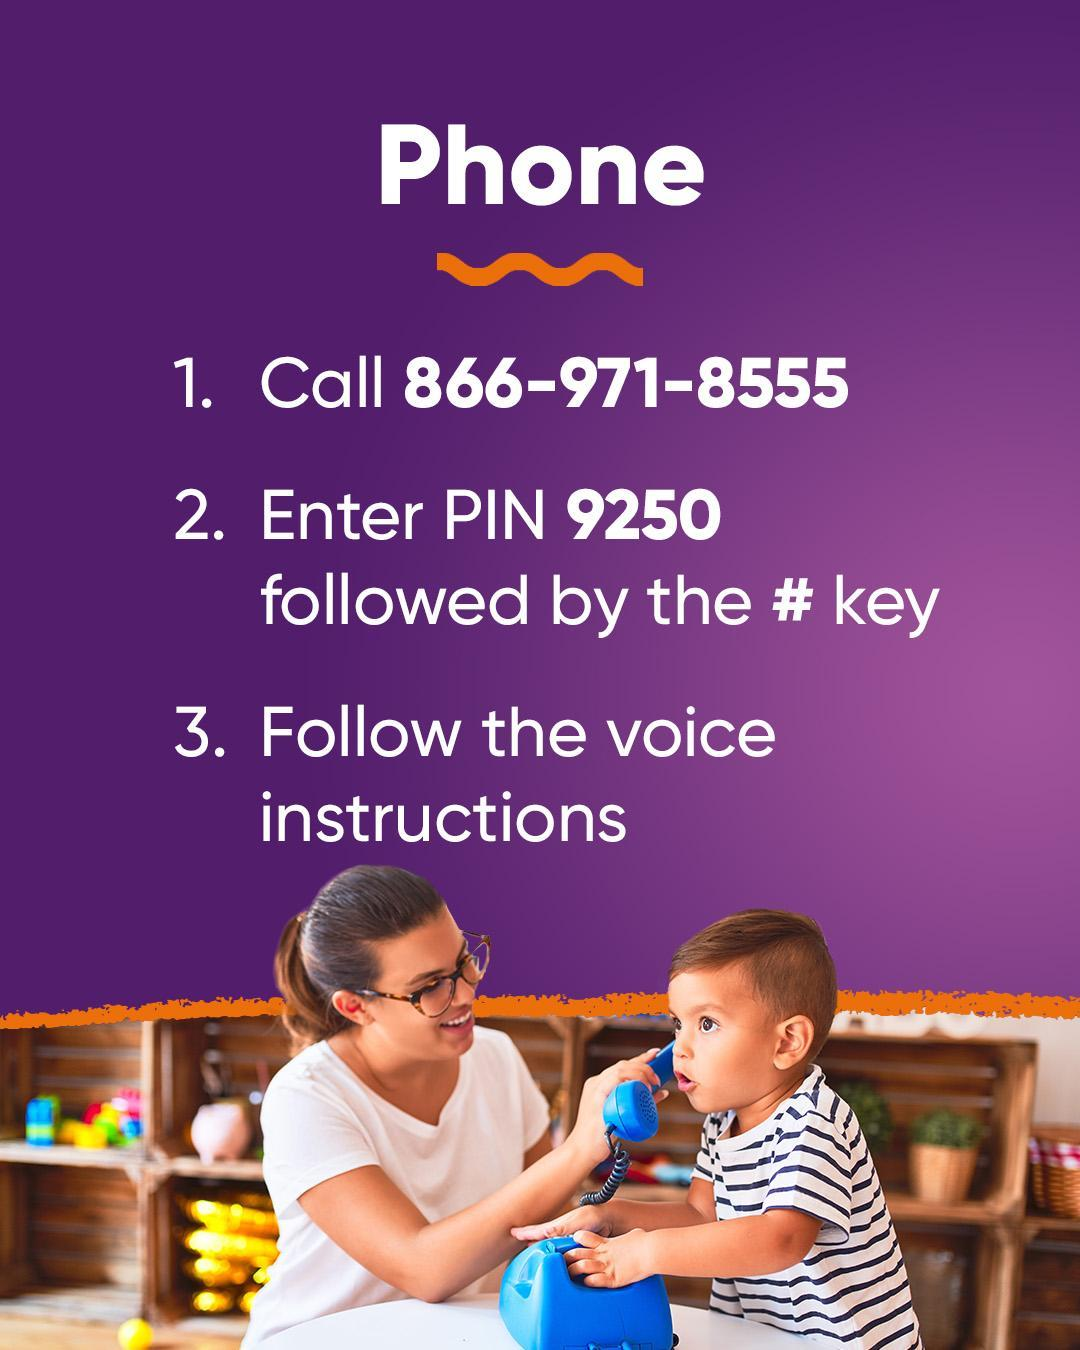 Phone
1. Call 866-971-8555
2. Enter PIN 9250
followed by the # key
3. Follow the voice
instructions